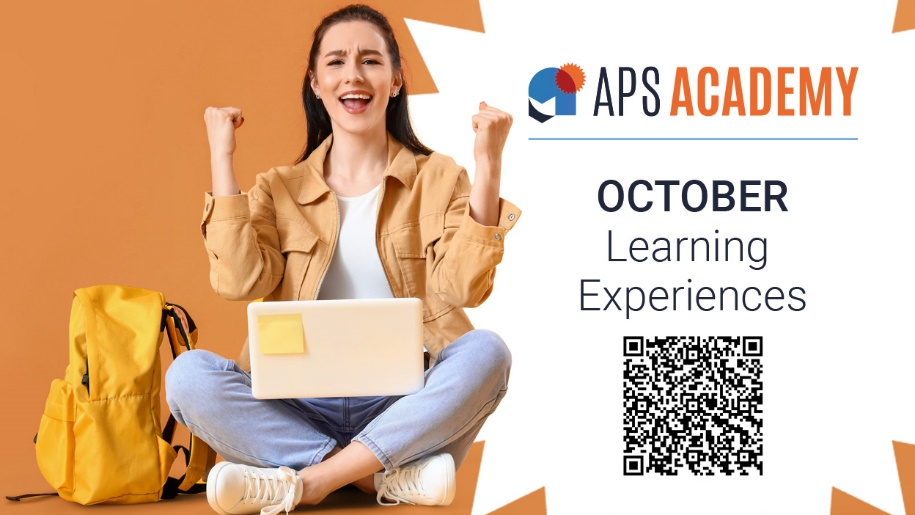 APS ACADEMY
OCTOBER
Learning
Experiences